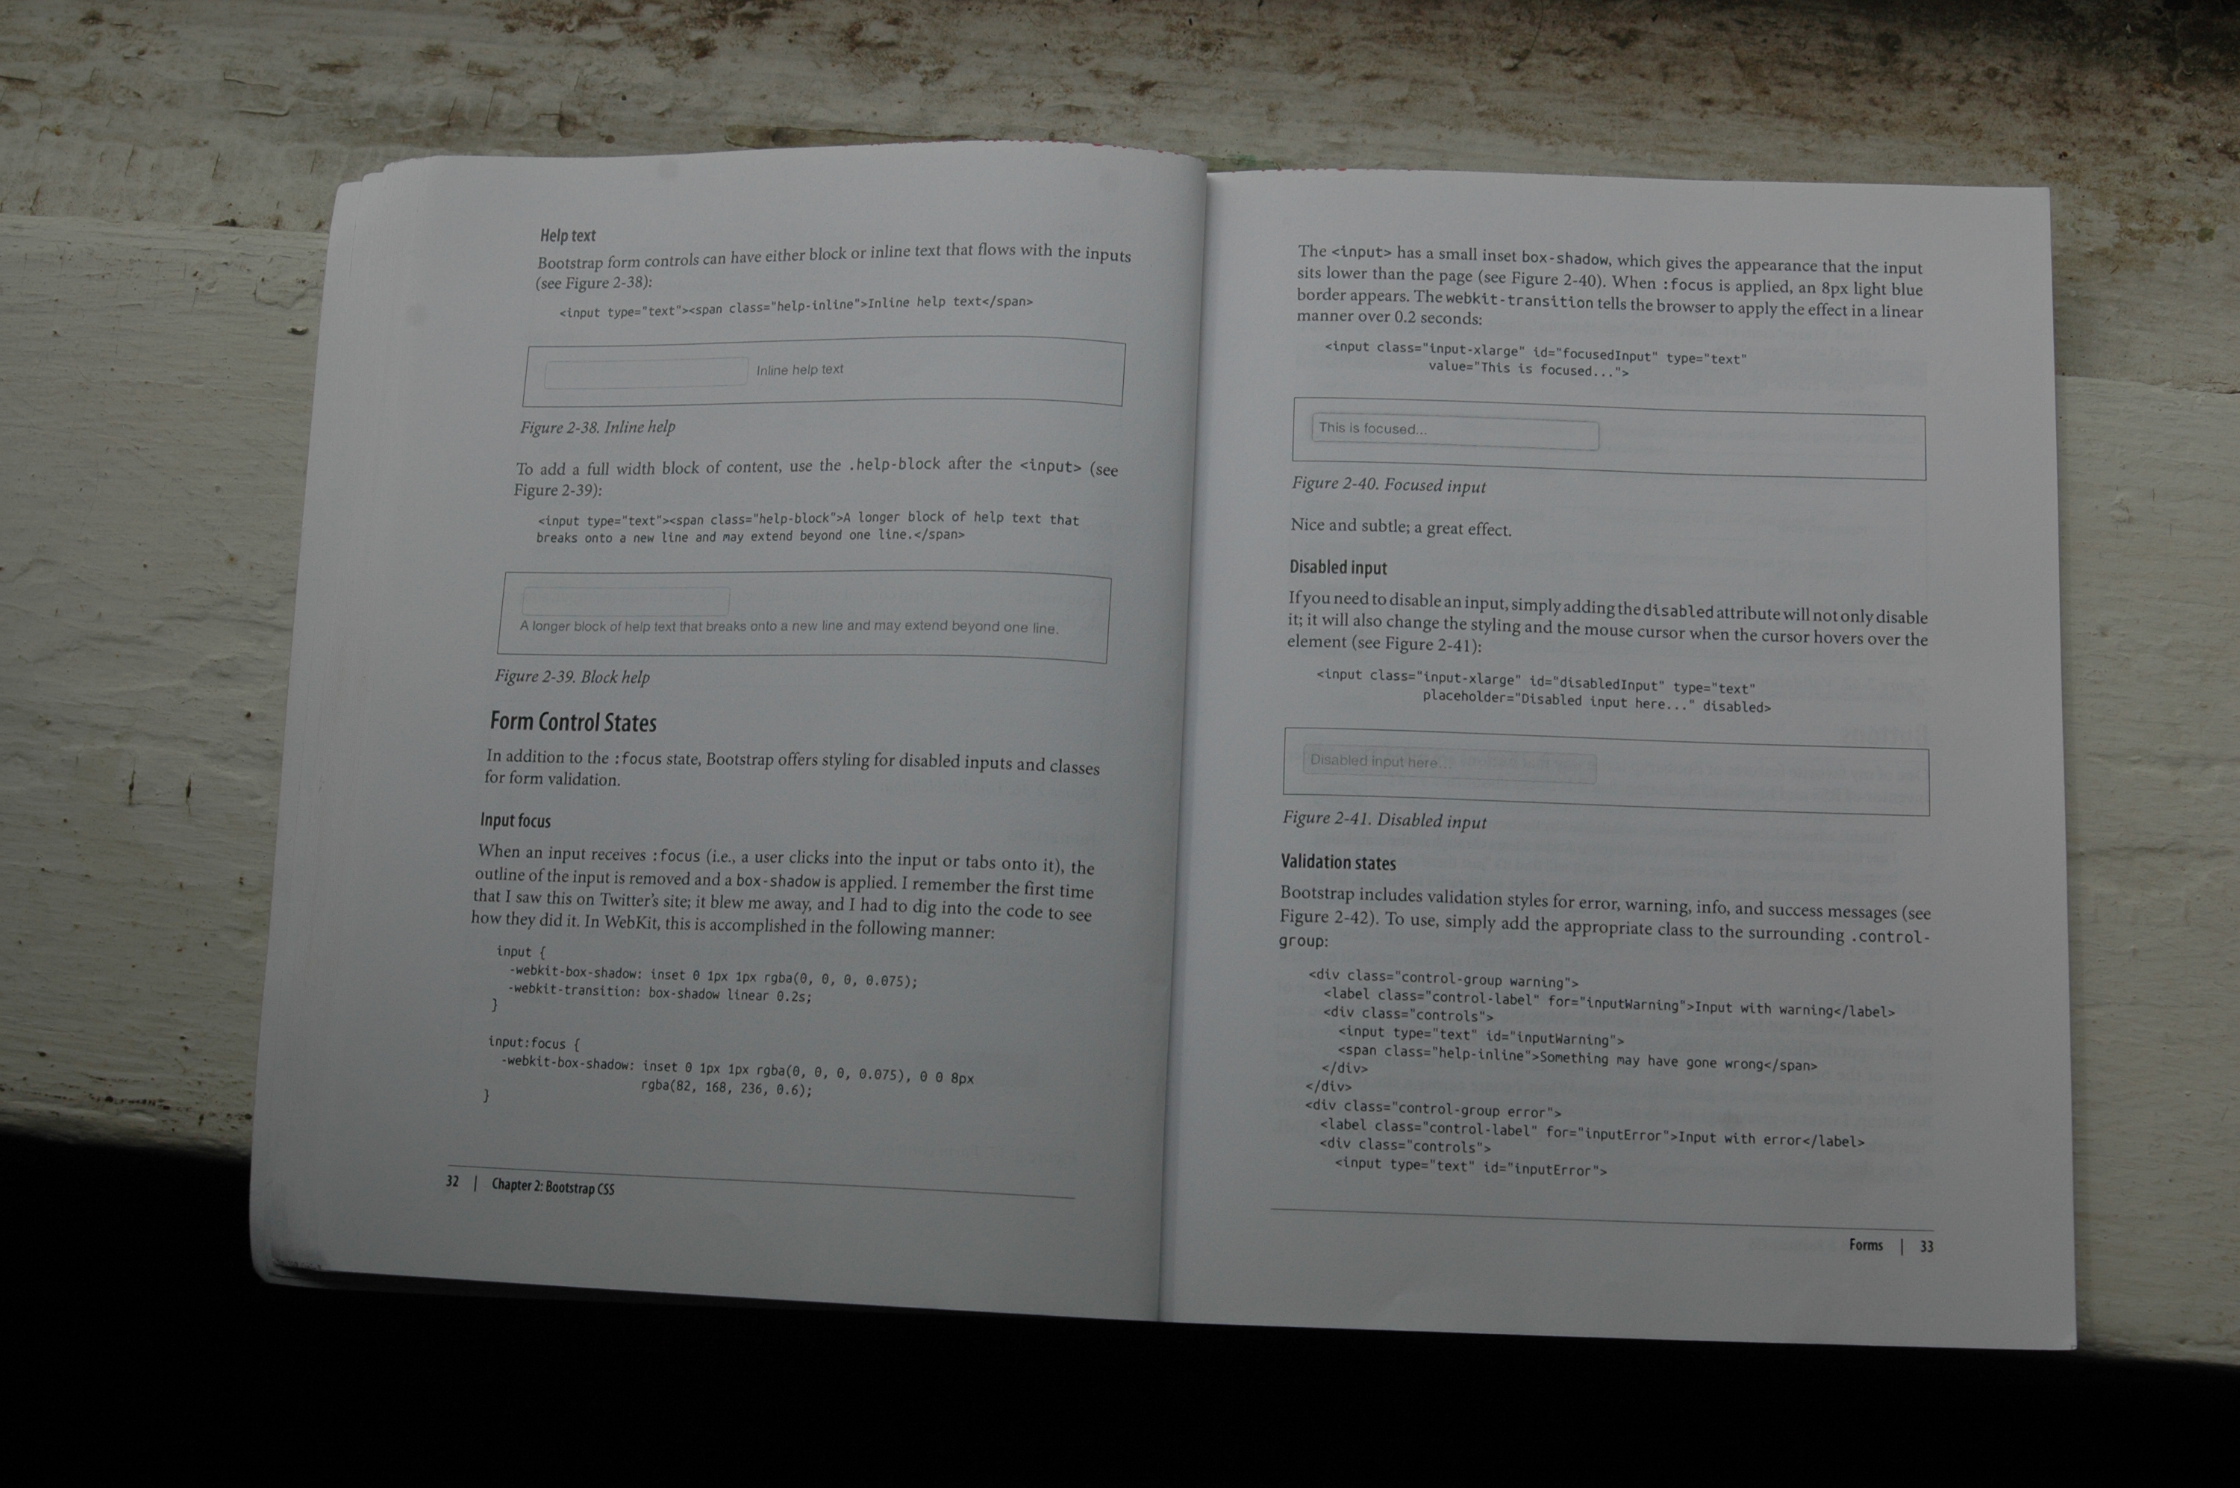 Help text
Bootstrap form controls can have either block or inline text that flows with the inputs
(see Figure 2-38):
<input type="text"><span class="help-inline">Inline help text</span>
Inline help text
Figure 2-38. Inline help
To add a full width block of content, use the .help-block after the <input> (see
Figure 2-39):
<input type="text"><span class="help-block">A longer block of help text that
breaks onto a new line and may extend beyond one line.</span>
A longer block of help text that breaks onto a new line and may extend beyond one line.
Figure 2-39. Block help
Form Control States
In addition to the :focus state, Bootstrap offers styling for disabled inputs and classes
for form validation.
Input focus
When an input receives :focus (i.e., a user clicks into the input or tabs onto it), the
outline of the input is removed and a box-shadow is applied. I remember the first time
that I saw this on Twitter's site; it blew me away, and I had to dig into the code to see
how they did it. In WebKit, this is accomplished in the following manner:
input {
-webkit-box-shadow: inset 0 1px 1px rgba(0, 0, 0, 0.075);
-webkit-transition: box-shadow linear 0.2s;
}
input:focus {
-webkit-box-shadow: inset 0 1px 1px rgba(0, 0, 0, 0.075), 0 0 8px
rgba(82, 168, 236, 0.6);
}
32 | Chapter 2: Bootstrap CSS
The <input> has a small inset box-shadow, which gives the appearance that the input
sits lower than the page (see Figure 2-40). When :focus is applied, an 8px light blue
border appears. The webkit-transition tells the browser to apply the effect in a linear
manner over 0.2 seconds:
<input class="input-xlarge" id="focusedInput" type="text"
value="This is focused...">
This is focused...
Figure 2-40. Focused input
Nice and subtle; a great effect.
Disabled input
If you need to disable an input, simply adding the disabled attribute will not only disable
it; it will also change the styling and the mouse cursor when the cursor hovers over the
element (see Figure 2-41):
<input class="input-xlarge" id="disabledInput" type="text"
placeholder="Disabled input here..." disabled>
Disabled input here...
Figure 2-41. Disabled input
Validation states
Bootstrap includes validation styles for error, warning, info, and success messages (see
Figure 2-42). To use, simply add the appropriate class to the surrounding .control-
group:
<div class="control-group warning">
<label class="control-label" for="inputWarning">Input with warning</label>
<div class="controls">
<input type="text" id="inputWarning">
<span class="help-inline">Something may have gone wrong</span>
</div>
</div>
<div class="control-group error">
<label class="control-label" for="inputError">Input with error</label>
<div class="controls">
<input type="text" id="inputError">
Forms | 33